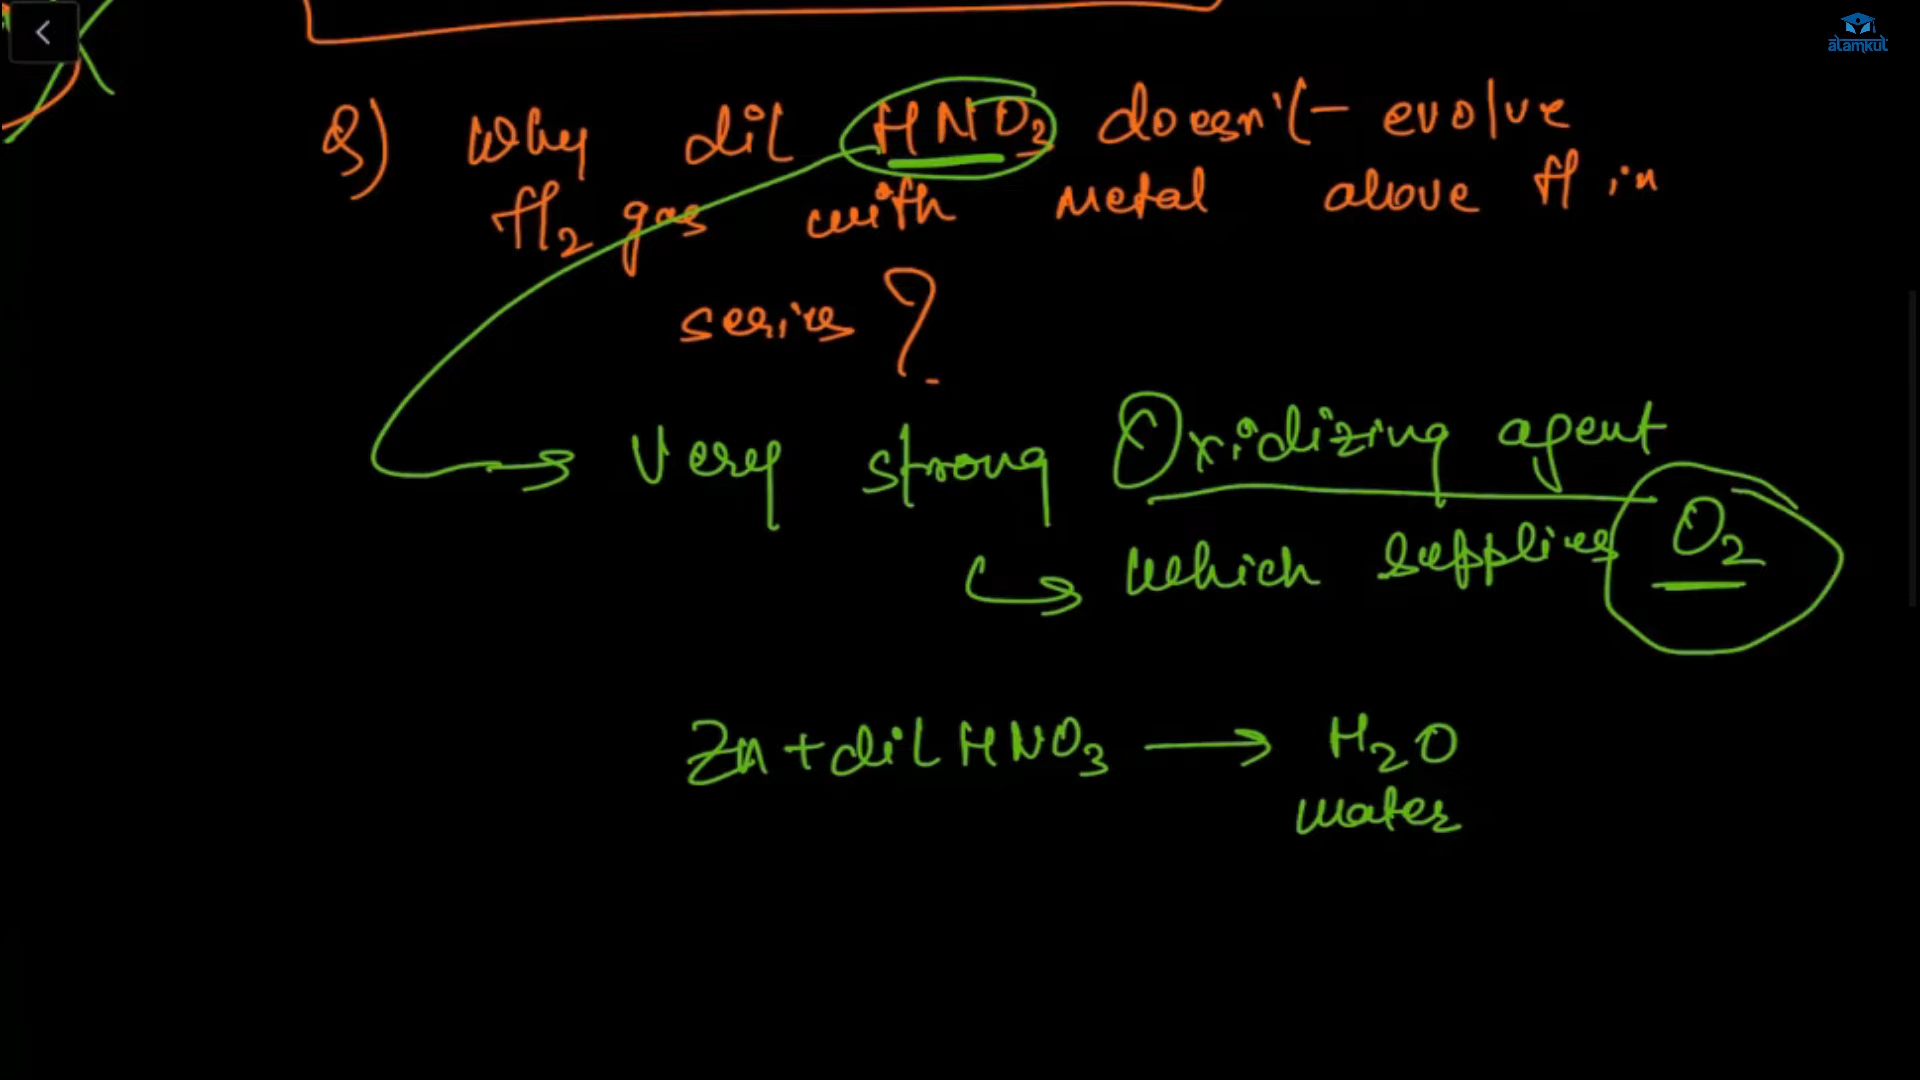 alamkul
Q) Why dil HNO3 doesn't evolve
H2 gas with metal above H in
series ?
Very strong Oxidizing agent
which supplies O2
Zn + dil HNO3 → H2O
water